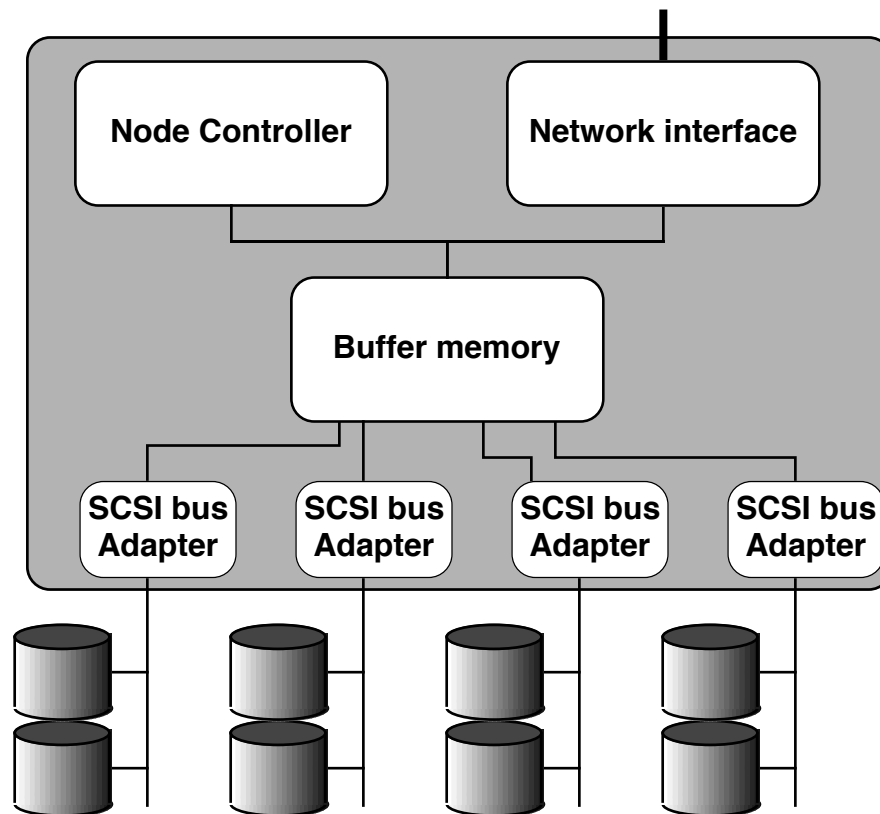 Node Controller
Network interface
Buffer memory
SCSI bus
Adapter
SCSI bus
Adapter
SCSI bus
Adapter
SCSI bus
Adapter